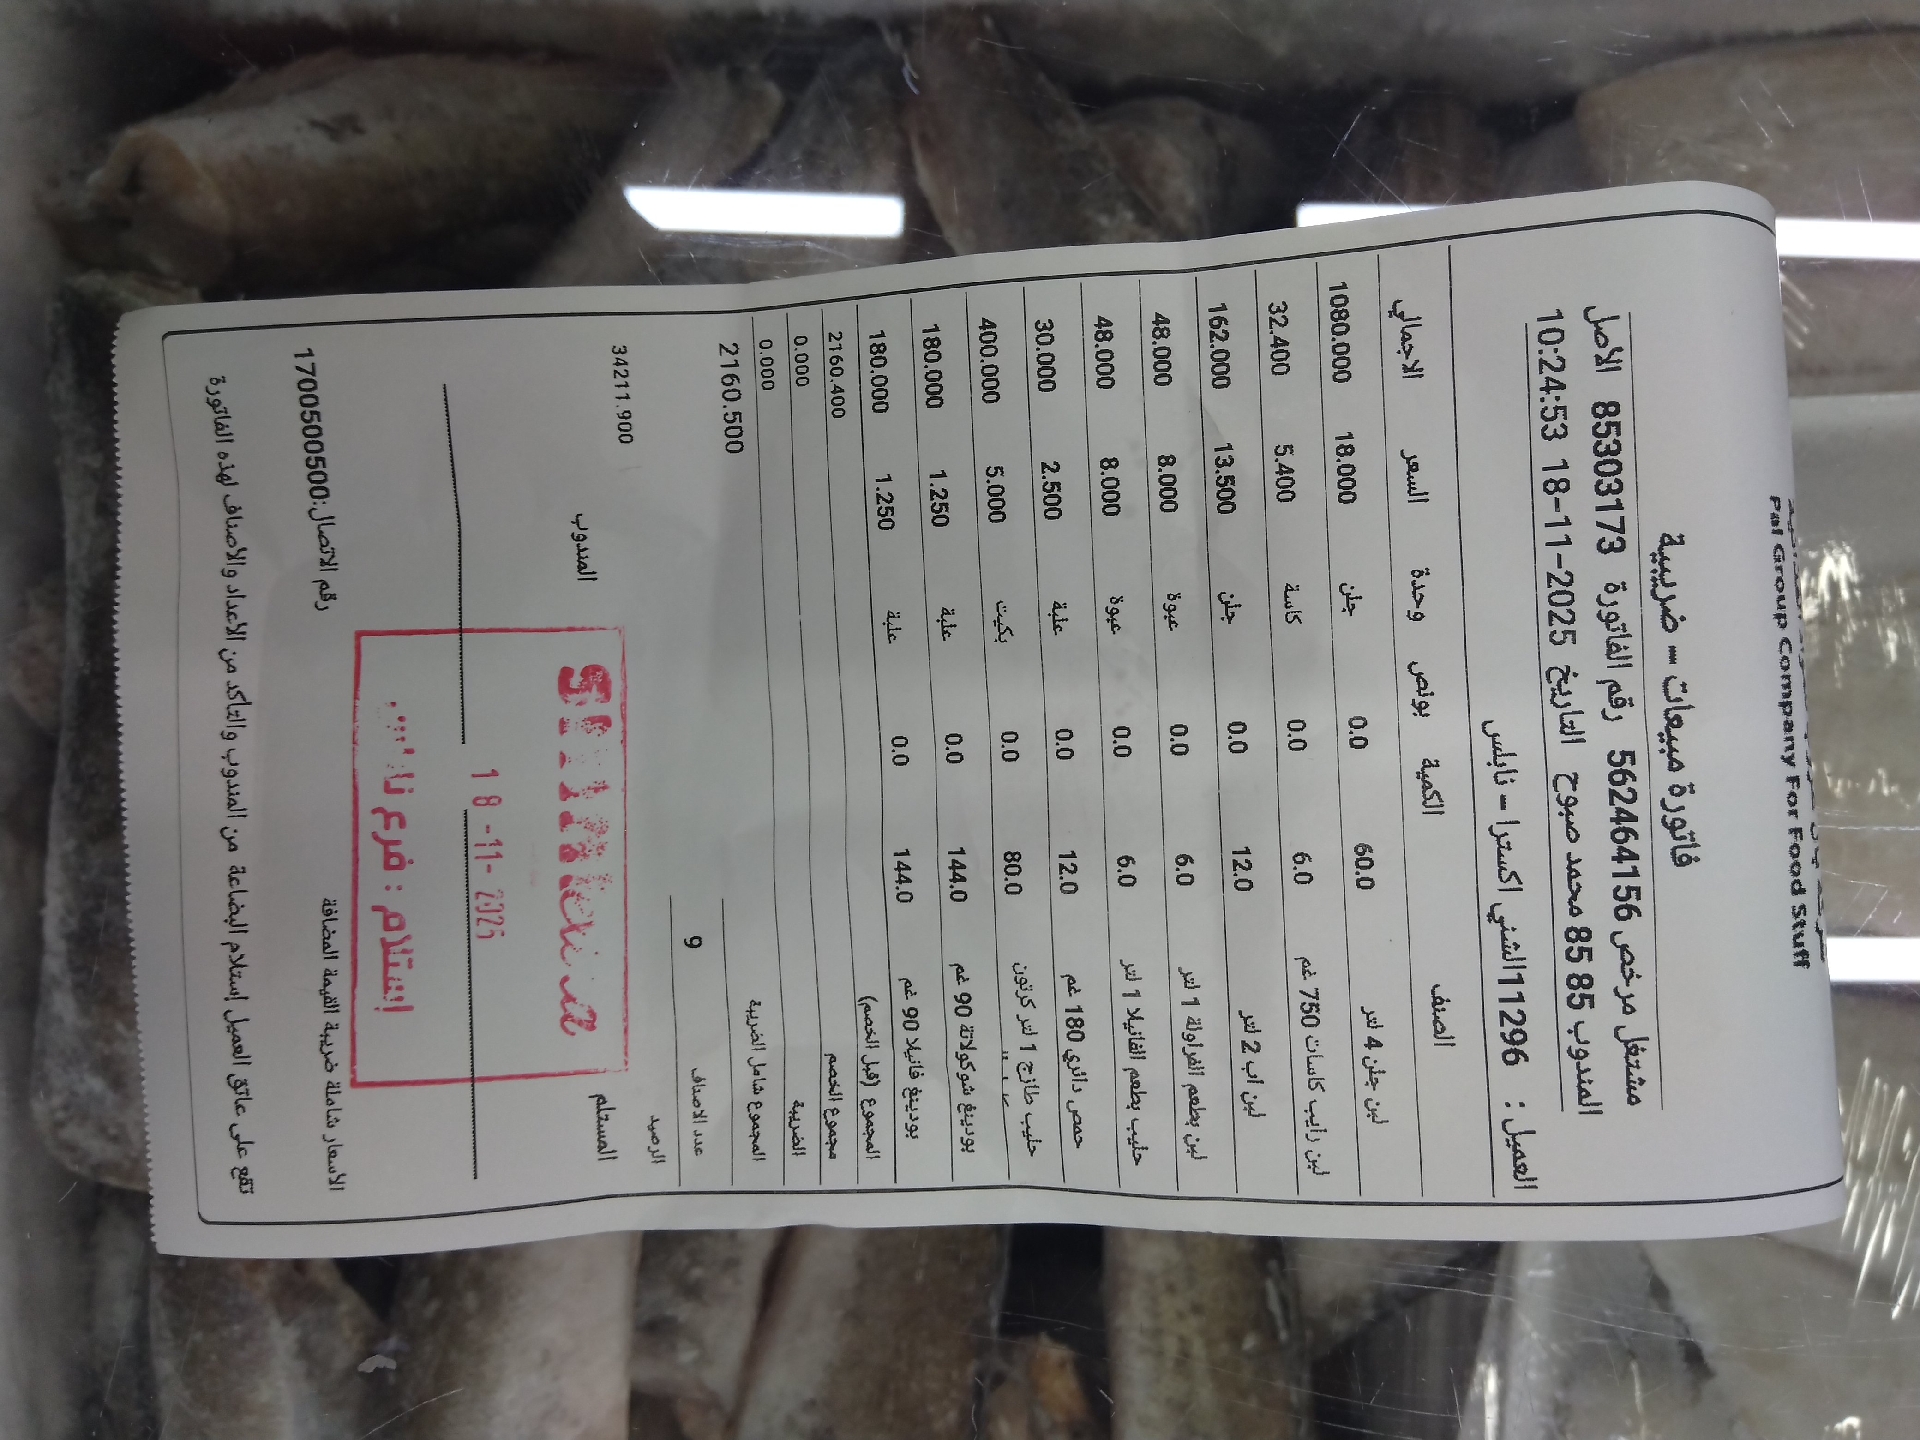 Pal Group Company For Food Stuff
فاتورة مبيعات - ضريبية
مشتغل مرخص 562464156 رقم الفاتورة 85303173 الأصل
المندوب 85 85 محمد صبوح التاريخ 18-11-2025 10:24:53
العميل : 11296 الشني اكسترا - نابلس
الصنف الكمية بونص وحدة السعر الاجمالي
لبن جلن 4 لتر 60.0 0.0 جلن 18.000 1080.000
لبن رايب كاسات 750 غم 6.0 0.0 كاسة 5.400 32.400
لبن اب 2 لتر 12.0 0.0 جلن 13.500 162.000
لبن بطعم الفراولة 1 لتر 6.0 0.0 عبوة 8.000 48.000
حليب بطعم الفانيلا 1 لتر 6.0 0.0 عبوة 8.000 48.000
حمص دائري 180 غم 12.0 0.0 علبة 2.500 30.000
حليب طازج 1 لتر كرتون 80.0 0.0 بكيت 5.000 400.000
بودينغ شوكولاتة 90 غم 144.0 0.0 علبة 1.250 180.000
بودينغ فانيلا 90 غم 144.0 0.0 علبة 1.250 180.000
المجموع (قبل الخصم) 2160.400
مجموع الخصم 0.000
الضريبة 0.000
المجموع شامل الضريبة 2160.500
عدد الاصناف 9
الرصيد 34211.900
المستلم المندوب
18-11-2025
إستلام : فرع نابلس
الاسعار شاملة ضريبة القيمة المضافة رقم الاتصال:1700500500
تقع على عاتق العميل إستلام البضاعة من المندوب والتأكد من الأعداد والأصناف لهذه الفاتورة